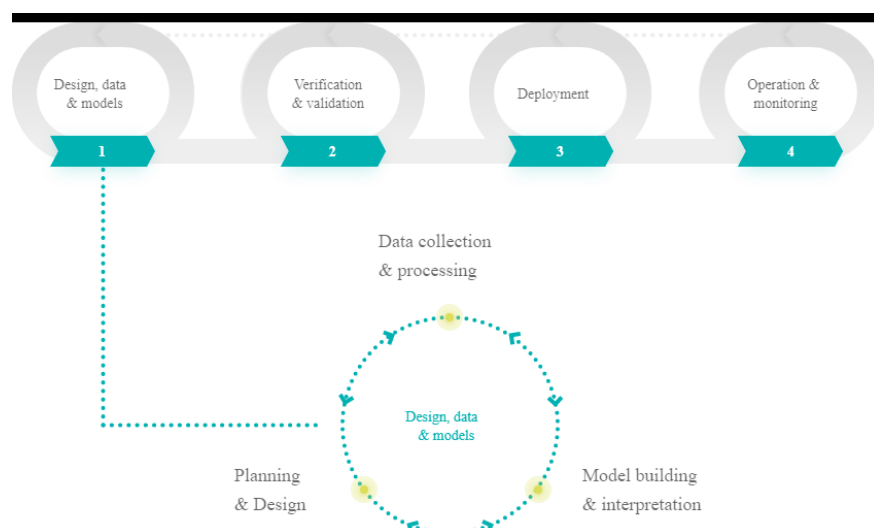 Design, data
& models
Verification
& validation
Deployment
Operation &
monitoring
1
2
3
4
Data collection
& processing
Design, data
& models
Planning
& Design
Model building
& interpretation